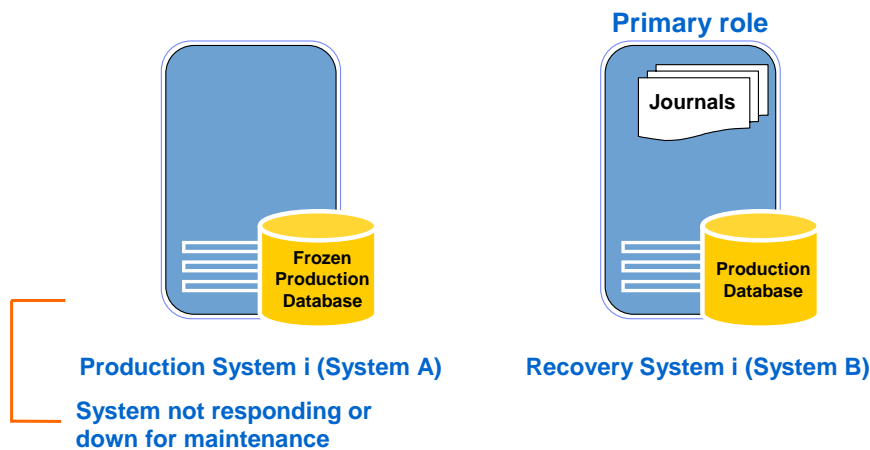 Primary role
Journals
Frozen
Production
Database
Production
Database
Production System i (System A)
Recovery System i (System B)
System not responding or
down for maintenance